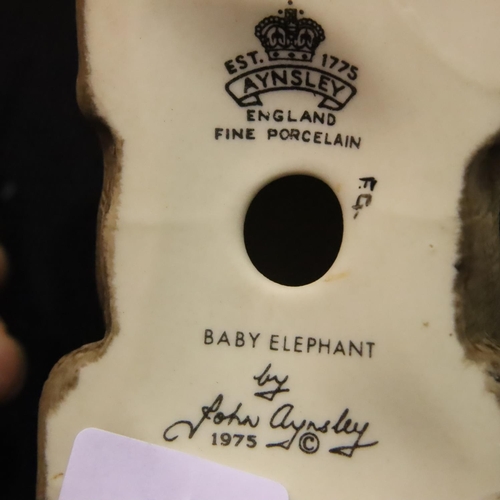 EST. 1775
AYNSLEY
ENGLAND
FINE PORCELAIN
BABY ELEPHANT
by
John Aynsley
1975 ©